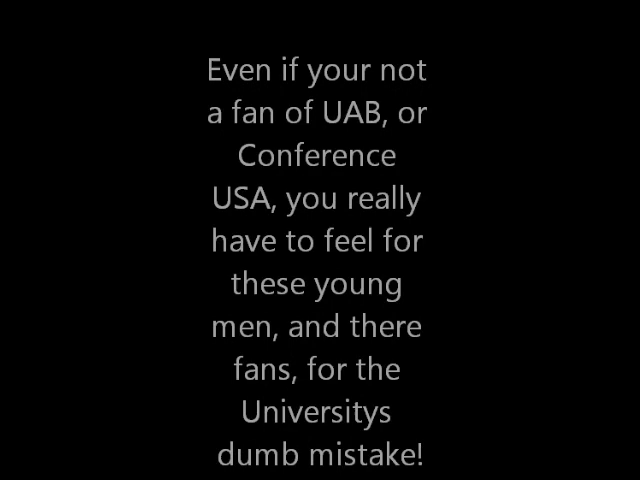 Even if your not
a fan of UAB, or
Conference
USA, you really
have to feel for
these young
men, and there
fans, for the
Universitys
dumb mistake!